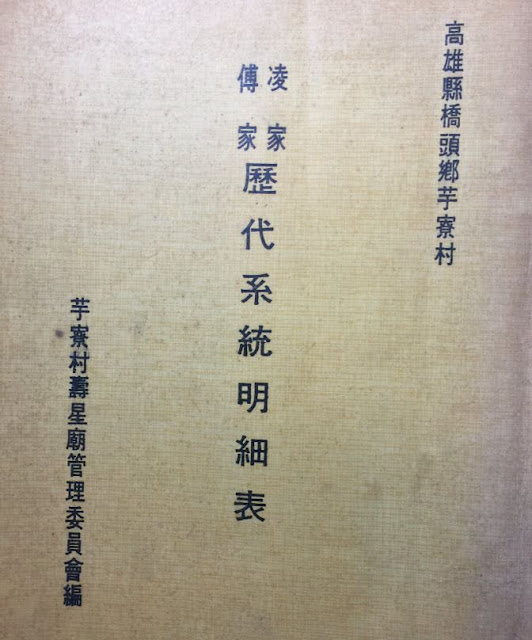 高雄縣橋頭鄉芋寮村
凌家
傅家
歷代系統明細表
芋寮村壽星廟管理委員會編